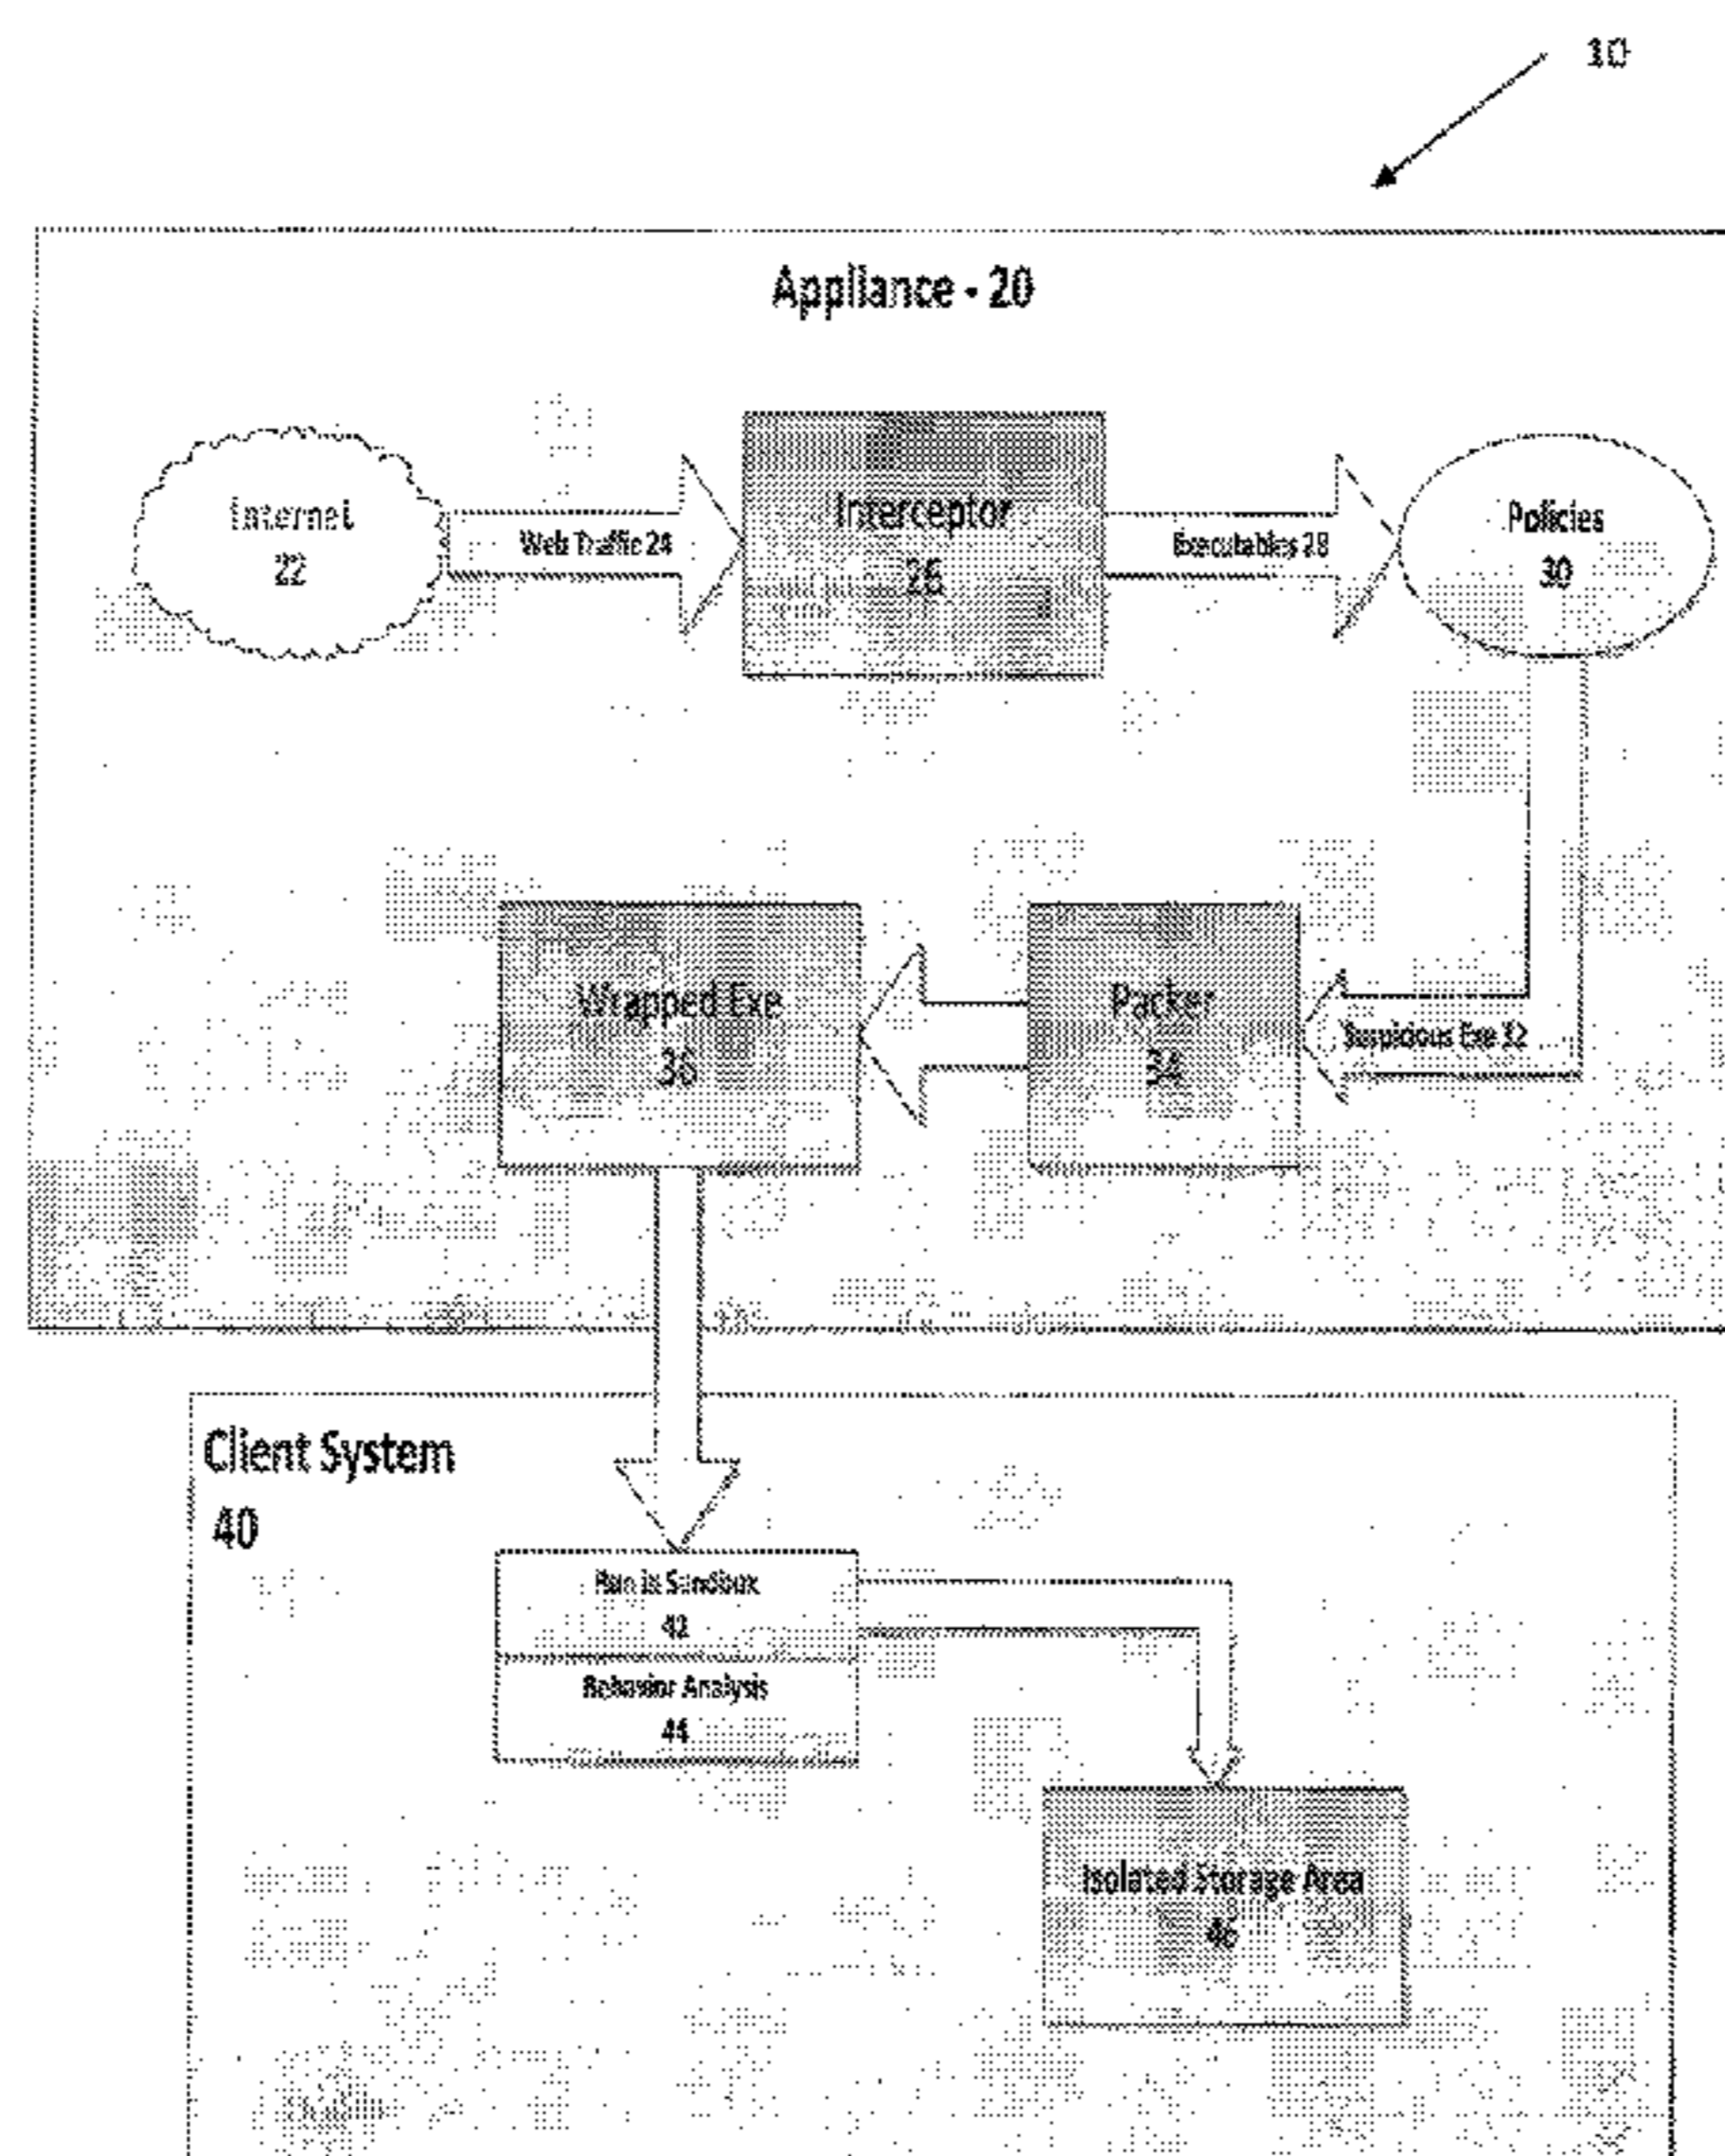 10
Appliance - 20
Internet
22
Web Traffic 24
Interceptor
26
Executables 28
Policies
30
Wrapped Exe
36
Packer
34
Suspicious Exe 32
Client System
40
Run in Sandbox
42
Behavior Analysis
44
Isolated Storage Area
46